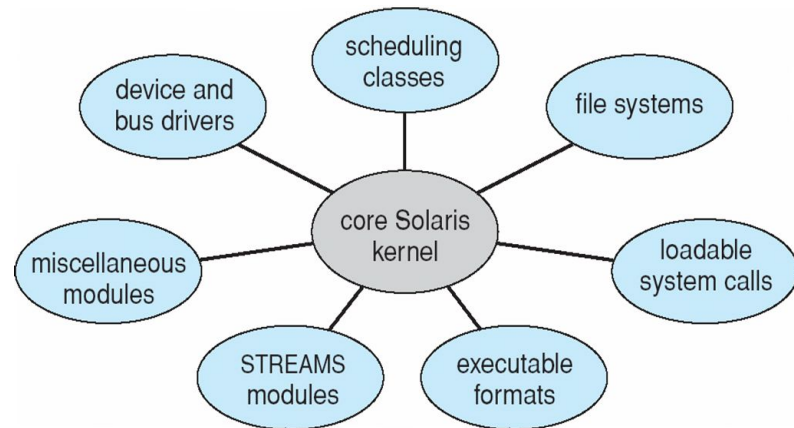 scheduling
classes
device and
bus drivers
file systems
core Solaris
kernel
miscellaneous
modules
loadable
system calls
STREAMS
modules
executable
formats